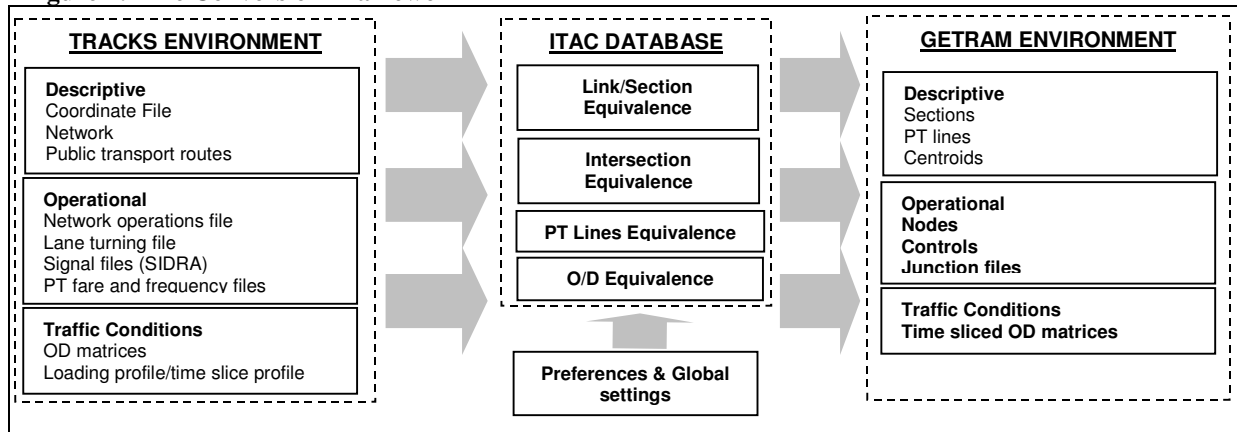 TRACKS ENVIRONMENT
Descriptive
Coordinate File
Network
Public transport routes
Operational
Network operations file
Lane turning file
Signal files (SIDRA)
PT fare and frequency files
Traffic Conditions
OD matrices
Loading profile/time slice profile
ITAC DATABASE
Link/Section
Equivalence
Intersection
Equivalence
PT Lines Equivalence
O/D Equivalence
Preferences & Global
settings
GETRAM ENVIRONMENT
Descriptive
Sections
PT lines
Centroids
Operational
Nodes
Controls
Junction files
Traffic Conditions
Time sliced OD matrices